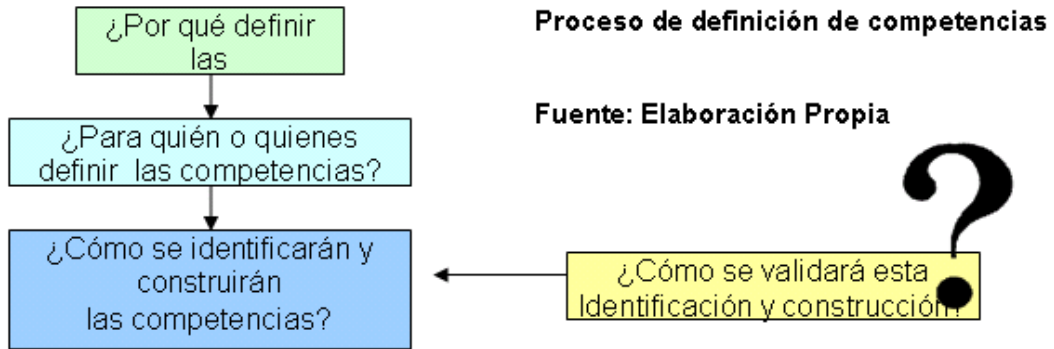 ¿Por qué definir
las
Proceso de definición de competencias
Fuente: Elaboración Propia
¿Para quién o quienes
definir las competencias?
¿Cómo se identificarán y
construirán
las competencias?
¿Cómo se validará esta
Identificación y construcción?
?